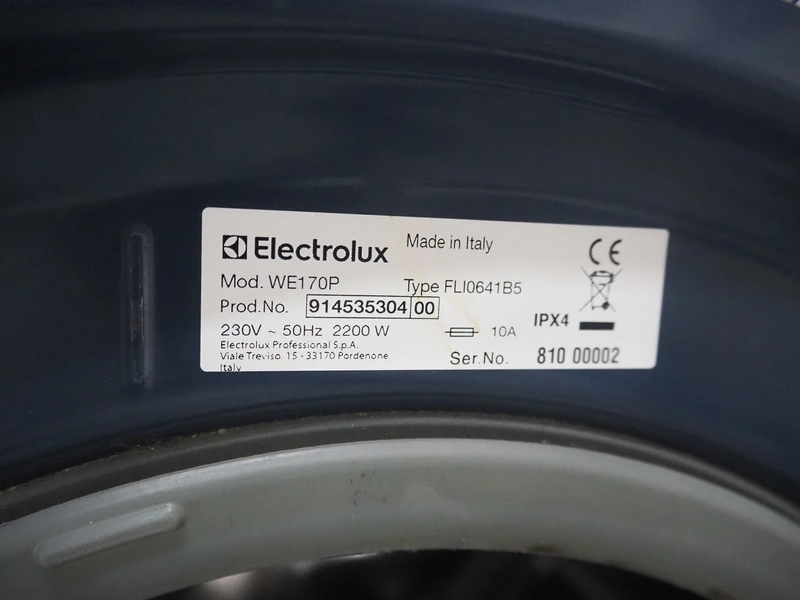 Electrolux Made in Italy
Mod. WE170P Type FLI0641B5
Prod.No. 914535304 00
230V ~ 50Hz 2200 W 10A IPX4
Electrolux Professional S.p.A.
Viale Treviso 15 - 33170 Pordenone
Italy
Ser.No. 810 00002
CE